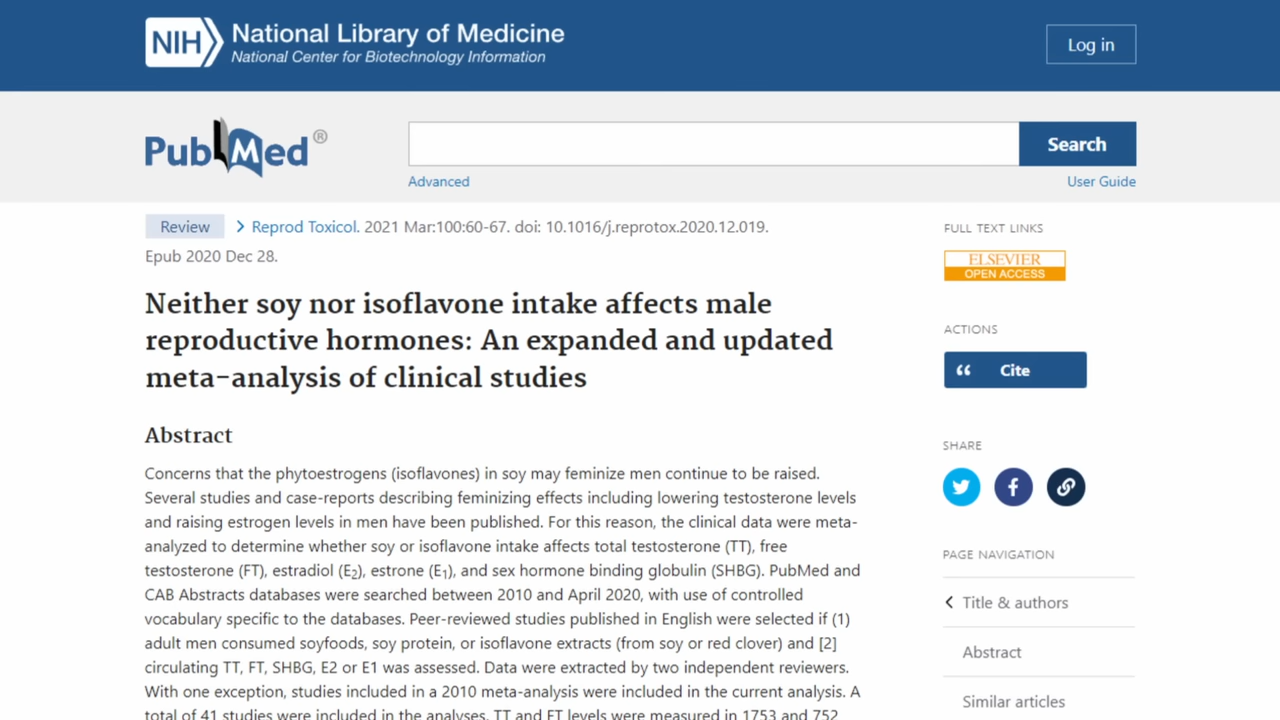 NIH National Library of Medicine
National Center for Biotechnology Information
Log in
PubMed®
Search
Advanced
User Guide
Review
Reprod Toxicol. 2021 Mar:100:60-67. doi: 10.1016/j.reprotox.2020.12.019.
Epub 2020 Dec 28.
Neither soy nor isoflavone intake affects male
reproductive hormones: An expanded and updated
meta-analysis of clinical studies
Abstract
Concerns that the phytoestrogens (isoflavones) in soy may feminize men continue to be raised.
Several studies and case-reports describing feminizing effects including lowering testosterone levels
and raising estrogen levels in men have been published. For this reason, the clinical data were meta-
analyzed to determine whether soy or isoflavone intake affects total testosterone (TT), free
testosterone (FT), estradiol (E2), estrone (E1), and sex hormone binding globulin (SHBG). PubMed and
CAB Abstracts databases were searched between 2010 and April 2020, with use of controlled
vocabulary specific to the databases. Peer-reviewed studies published in English were selected if (1)
adult men consumed soyfoods, soy protein, or isoflavone extracts (from soy or red clover) and [2]
circulating TT, FT, SHBG, E2 or E1 was assessed. Data were extracted by two independent reviewers.
With one exception, studies included in a 2010 meta-analysis were included in the current analysis. A
total of 41 studies were included in the analyses. TT and FT levels were measured in 1753 and 752
FULL TEXT LINKS
ELSEVIER
OPEN ACCESS
ACTIONS
Cite
SHARE
PAGE NAVIGATION
Title & authors
Abstract
Similar articles